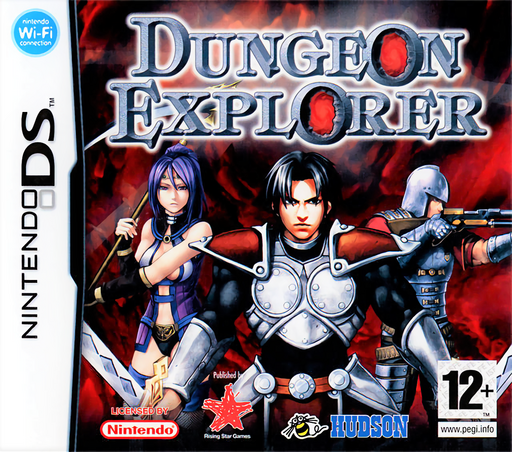 nintendo
Wi-Fi
connection
NINTENDO DS™
DUNGEON
EXPLORER
LICENSED BY
Nintendo
Published by
Rising Star Games
HUDSON
12+
™
www.pegi.info